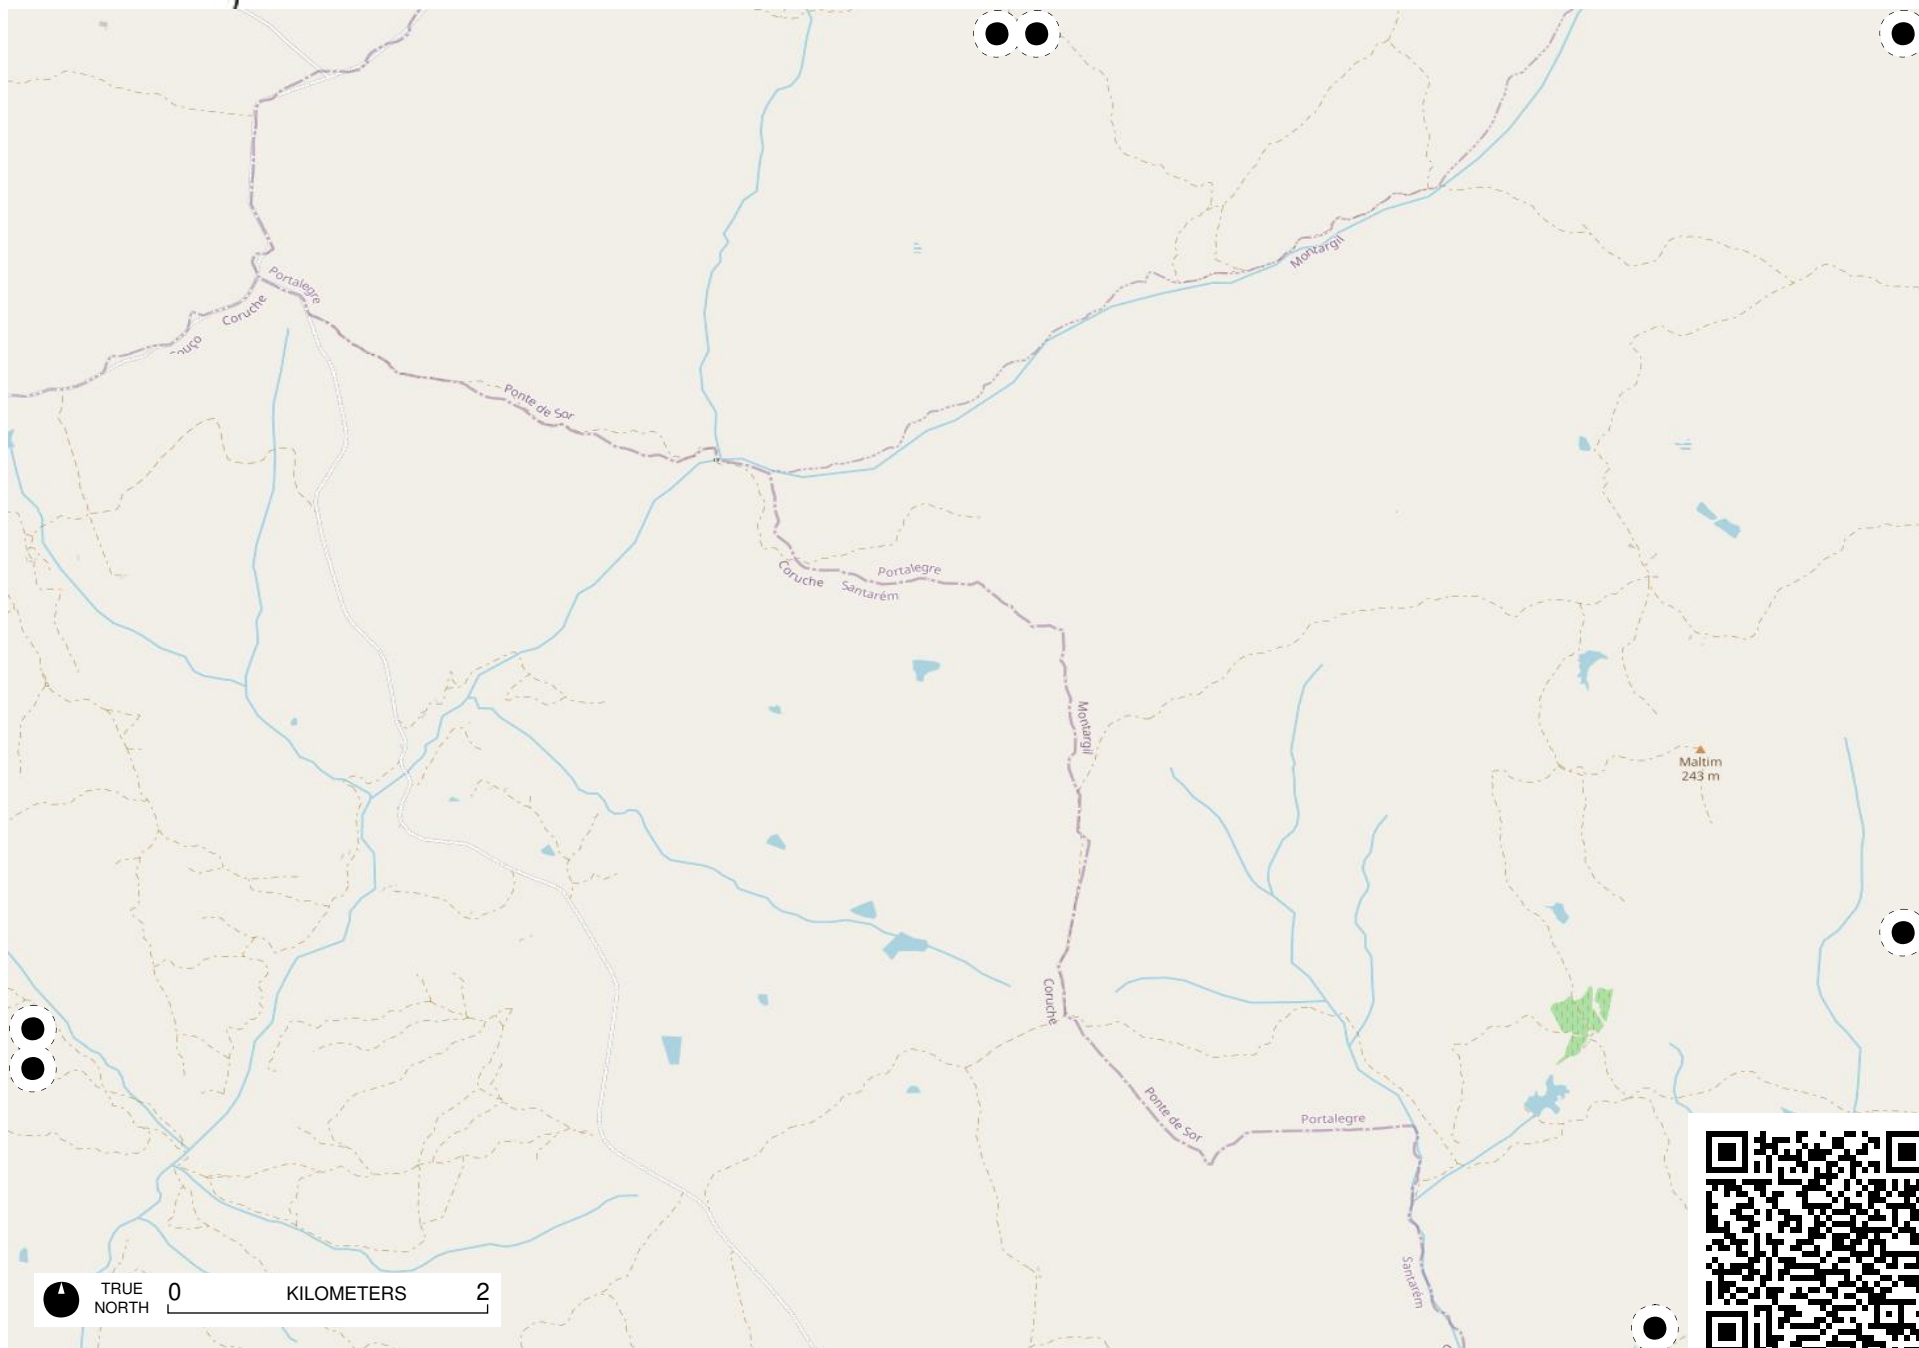 Montargil
Portalegre
Coruche
Ponte de Sor
Coruche
Santarém
Portalegre
Montargil
Maltim
243 m
Coruche
Ponte de Sor
Portalegre
Santarém
TRUE
NORTH
0 KILOMETERS 2